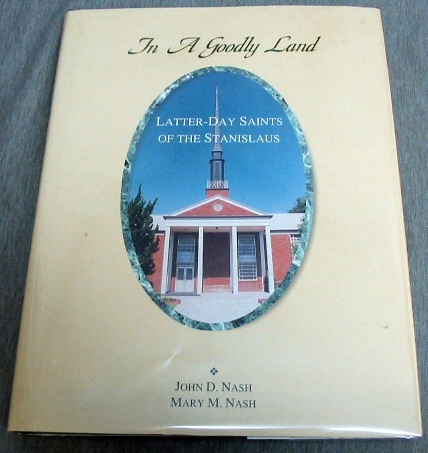 In A Goodly Land
LATTER-DAY SAINTS
OF THE STANISLAUS
JOHN D. NASH
MARY M. NASH